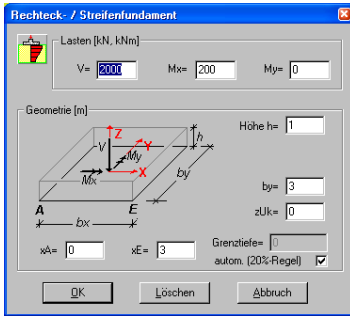 Rechteck- / Streifenfundament
Lasten [kN, kNm]
V= 2000 Mx= 200 My= 0
Geometrie [m]
Höhe h= 1
Z
Y
X
V
My
Mx
h
by
A
E
bx
by= 3
zUk= 0
xA= 0 xE= 3
Grenztiefe= 0
autom. (20%-Regel)
OK Löschen Abbruch